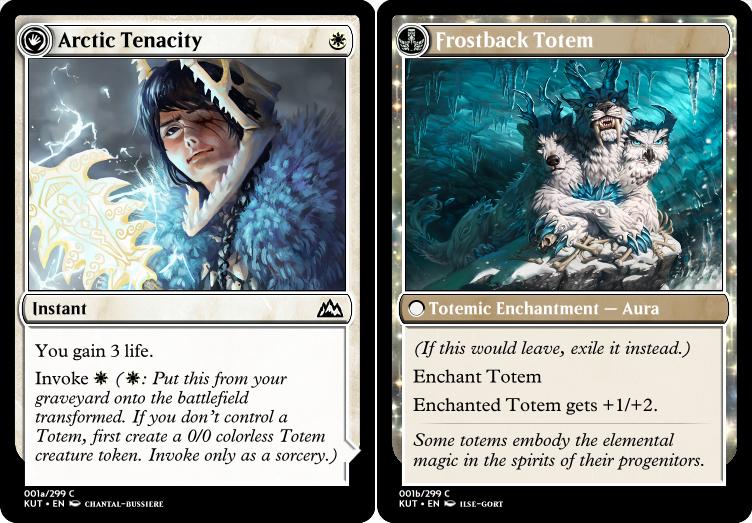 Arctic Tenacity
Instant
You gain 3 life.
Invoke (: Put this from your
graveyard onto the battlefield
transformed. If you don't control a
Totem, first create a 0/0 colorless Totem
creature token. Invoke only as a sorcery.)
001a/299 C
KUT • EN CHANTAL-BUSSIERE
Frostback Totem
Totemic Enchantment — Aura
(If this would leave, exile it instead.)
Enchant Totem
Enchanted Totem gets +1/+2.
Some totems embody the elemental
magic in the spirits of their progenitors.
001b/299 C
KUT • EN ILSE-GORT